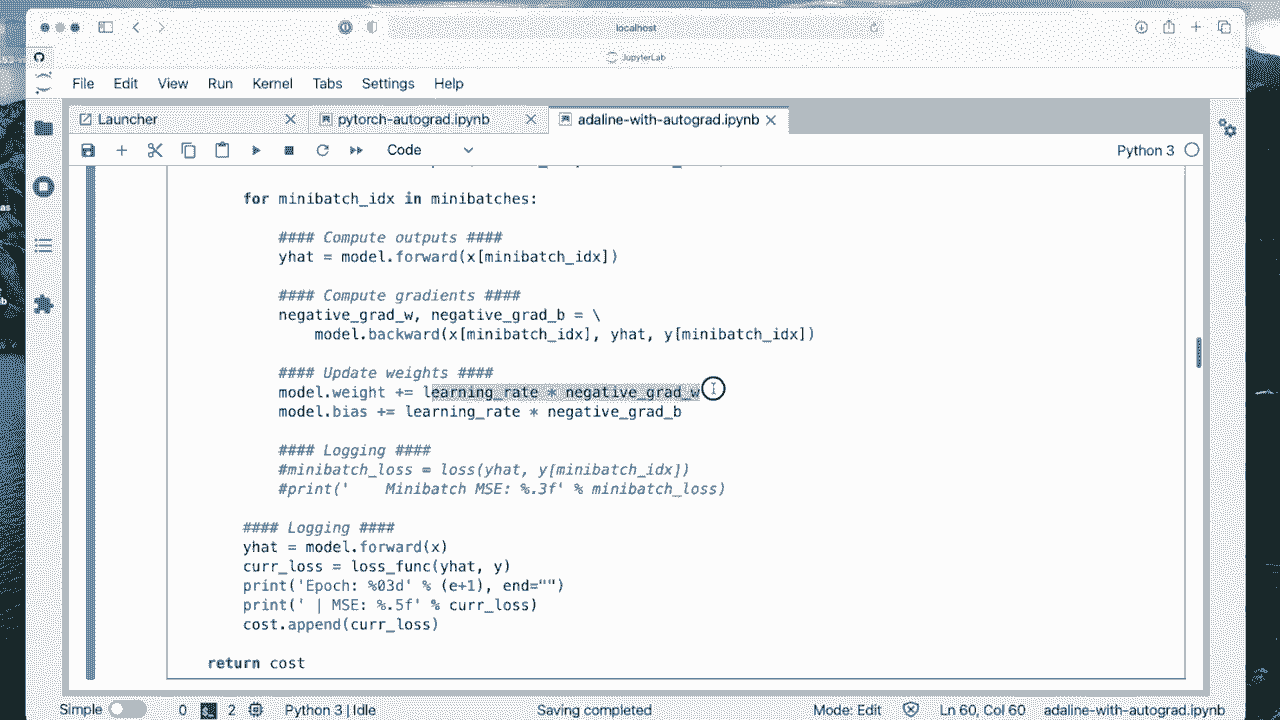 localhost
JupyterLab
File Edit View Run Kernel Tabs Settings Help
Launcher pytorch-autograd.ipynb adaline-with-autograd.ipynb
Code Python 3
for minibatch_idx in minibatches:
#### Compute outputs ####
yhat = model.forward(x[minibatch_idx])
#### Compute gradients ####
negative_grad_w, negative_grad_b = \
model.backward(x[minibatch_idx], yhat, y[minibatch_idx])
#### Update weights ####
model.weight += learning_rate * negative_grad_w
model.bias += learning_rate * negative_grad_b
#### Logging ####
#minibatch_loss = loss(yhat, y[minibatch_idx])
#print('    Minibatch MSE: %.3f' % minibatch_loss)
#### Logging ####
yhat = model.forward(x)
curr_loss = loss_func(yhat, y)
print('Epoch: %03d' % (e+1), end="")
print(' | MSE: %.5f' % curr_loss)
cost.append(curr_loss)
return cost
Simple 0 2 Python 3 | Idle Saving completed Mode: Edit Ln 60, Col 60 adaline-with-autograd.ipynb